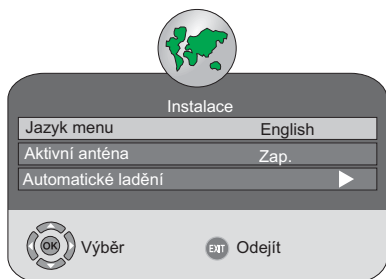 Instalace
Jazyk menu English
Aktivní anténa Zap.
Automatické ladění
OK Výběr EXIT Odejít